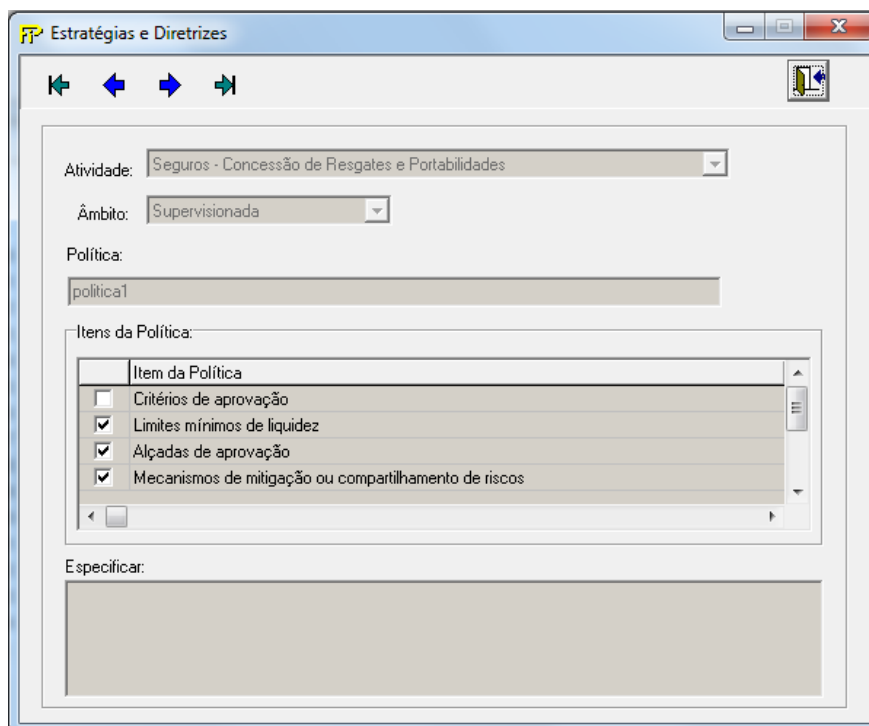 FIP Estratégias e Diretrizes
Atividade: Seguros - Concessão de Resgates e Portabilidades
Âmbito: Supervisionada
Política:
politica1
Itens da Política:
Item da Política
Critérios de aprovação
Limites mínimos de liquidez
Alçadas de aprovação
Mecanismos de mitigação ou compartilhamento de riscos
Especificar: